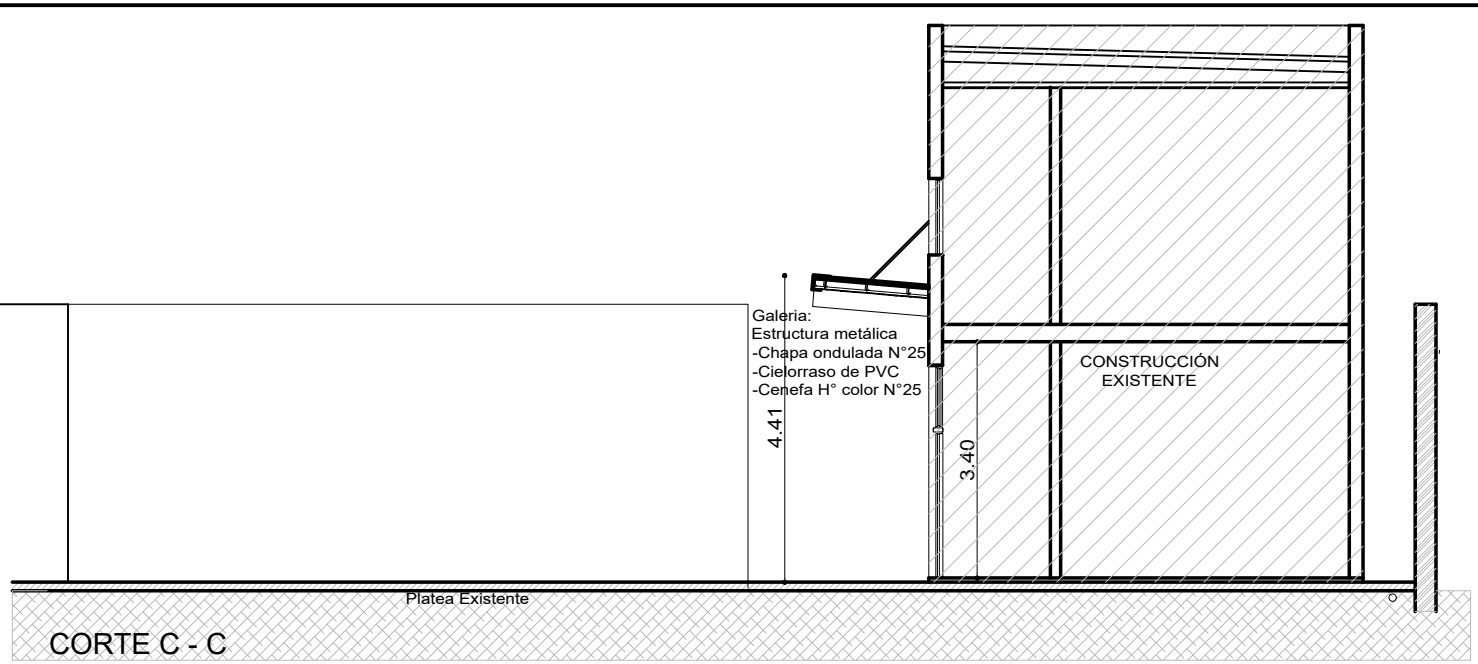 Galeria:
Estructura metálica
-Chapa ondulada N°25
-Cielorraso de PVC
-Cenefa H° color N°25
4.41
3.40
CONSTRUCCIÓN
EXISTENTE
Platea Existente
CORTE C - C